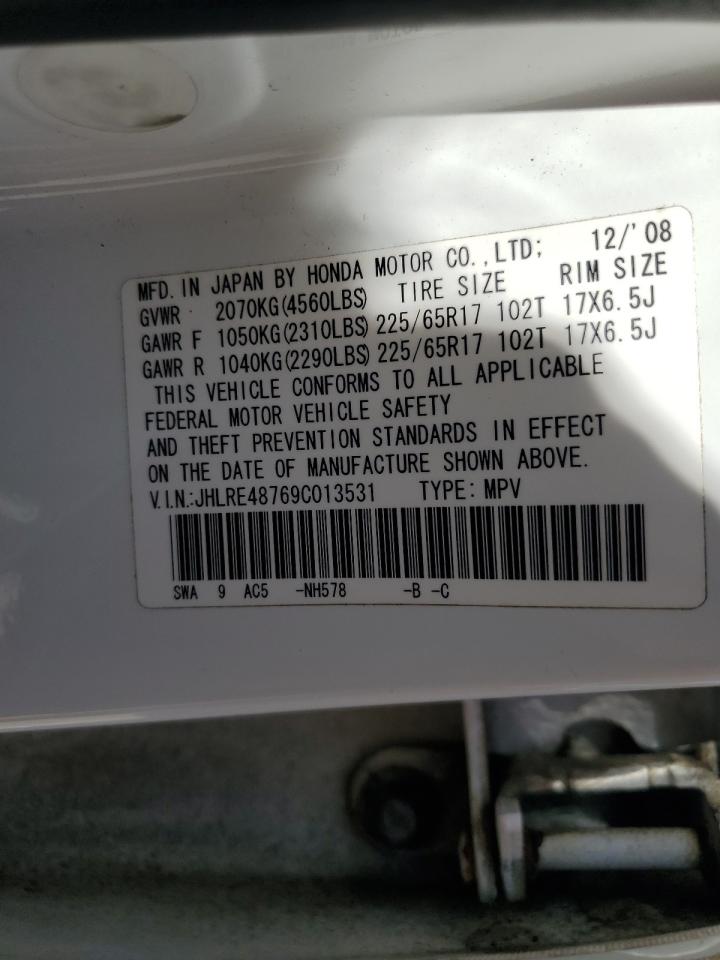 MFD. IN JAPAN BY HONDA MOTOR CO.,LTD; 12/'08
GVWR 2070KG(4560LBS) TIRE SIZE RIM SIZE
GAWR F 1050KG(2310LBS) 225/65R17 102T 17X6.5J
GAWR R 1040KG(2290LBS) 225/65R17 102T 17X6.5J
THIS VEHICLE CONFORMS TO ALL APPLICABLE
FEDERAL MOTOR VEHICLE SAFETY
AND THEFT PREVENTION STANDARDS IN EFFECT
ON THE DATE OF MANUFACTURE SHOWN ABOVE.
V.I.N.:JHLRE48769C013531 TYPE: MPV
SWA 9 AC5 -NH578 -B -C